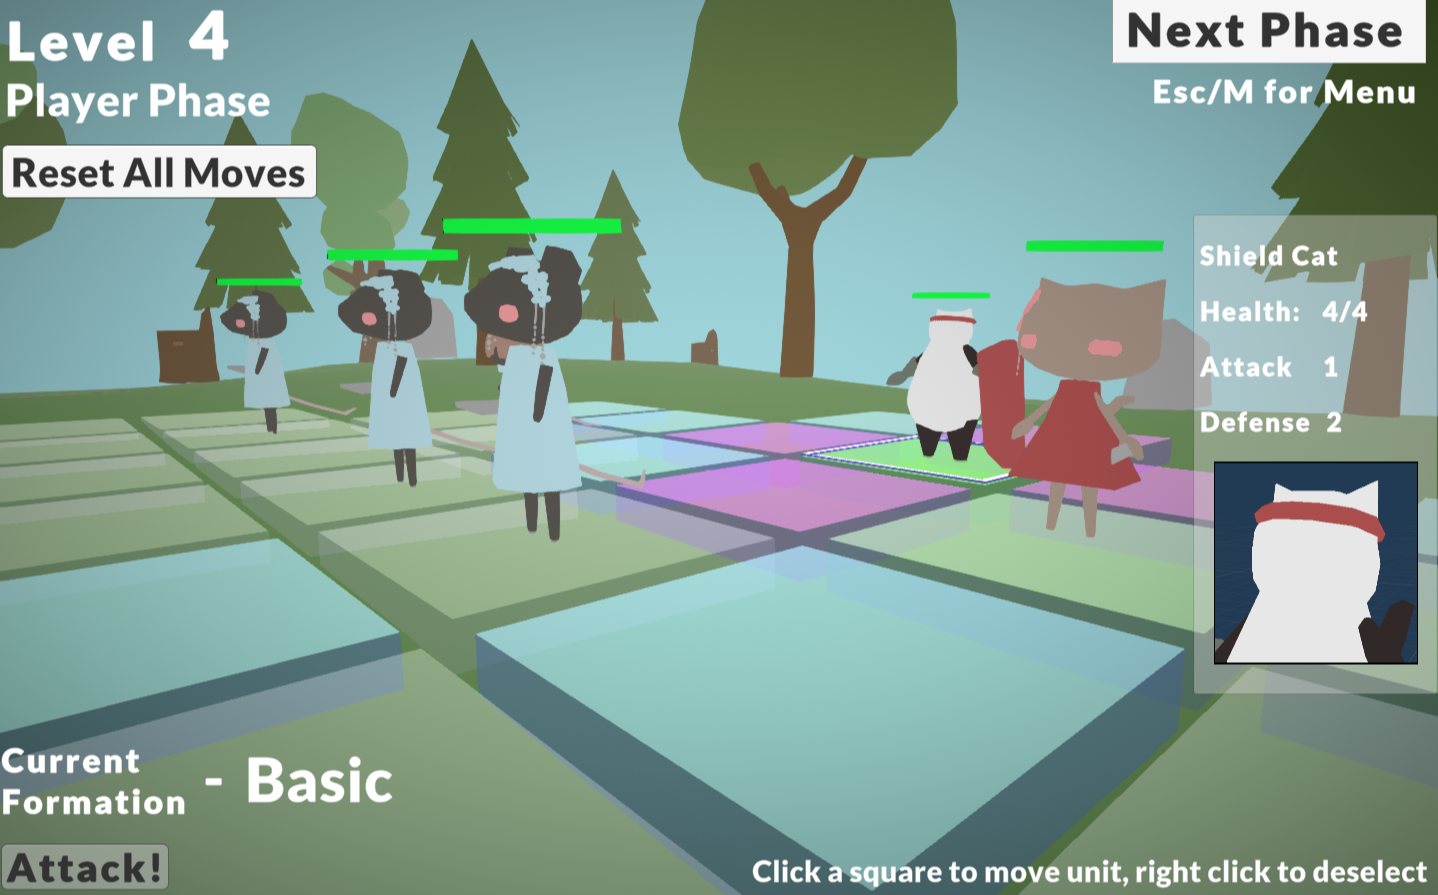 Level 4
Player Phase
Reset All Moves
Next Phase
Esc/M for Menu
Shield Cat
Health: 4/4
Attack 1
Defense 2
Current
Formation
- Basic
Attack!
Click a square to move unit, right click to deselect